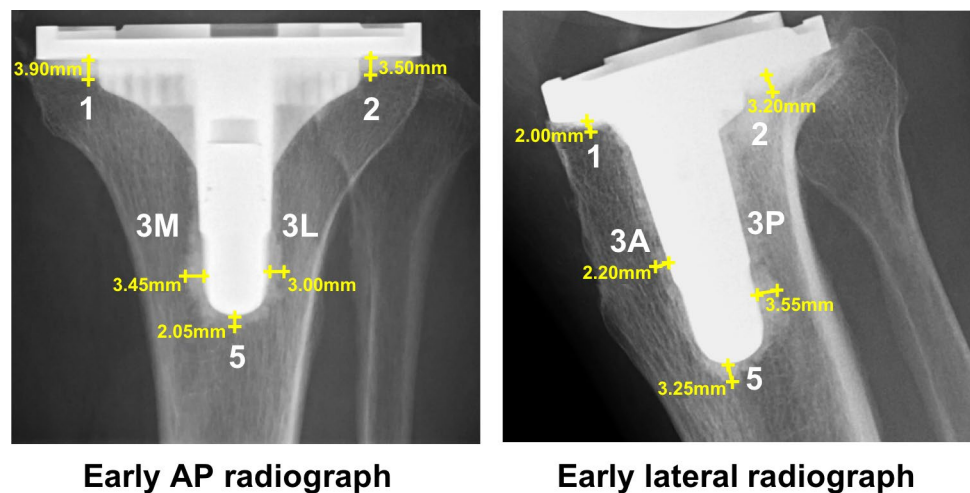 3.90mm
1
3.50mm
2
3M
3L
3.45mm
3.00mm
2.05mm
5
2.00mm
1
3.20mm
2
3A
3P
2.20mm
3.55mm
3.25mm
5
Early AP radiograph
Early lateral radiograph